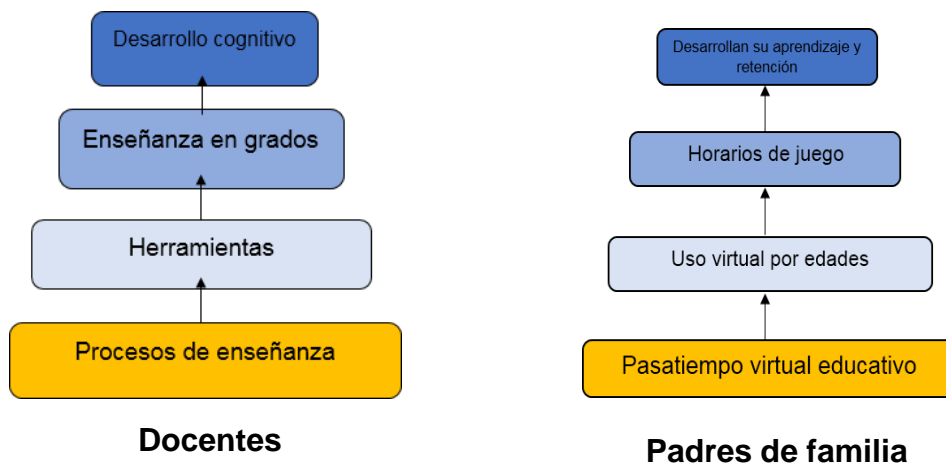 Desarrollo cognitivo
Enseñanza en grados
Herramientas
Procesos de enseñanza
Docentes
Desarrollan su aprendizaje y
retención
Horarios de juego
Uso virtual por edades
Pasatiempo virtual educativo
Padres de familia